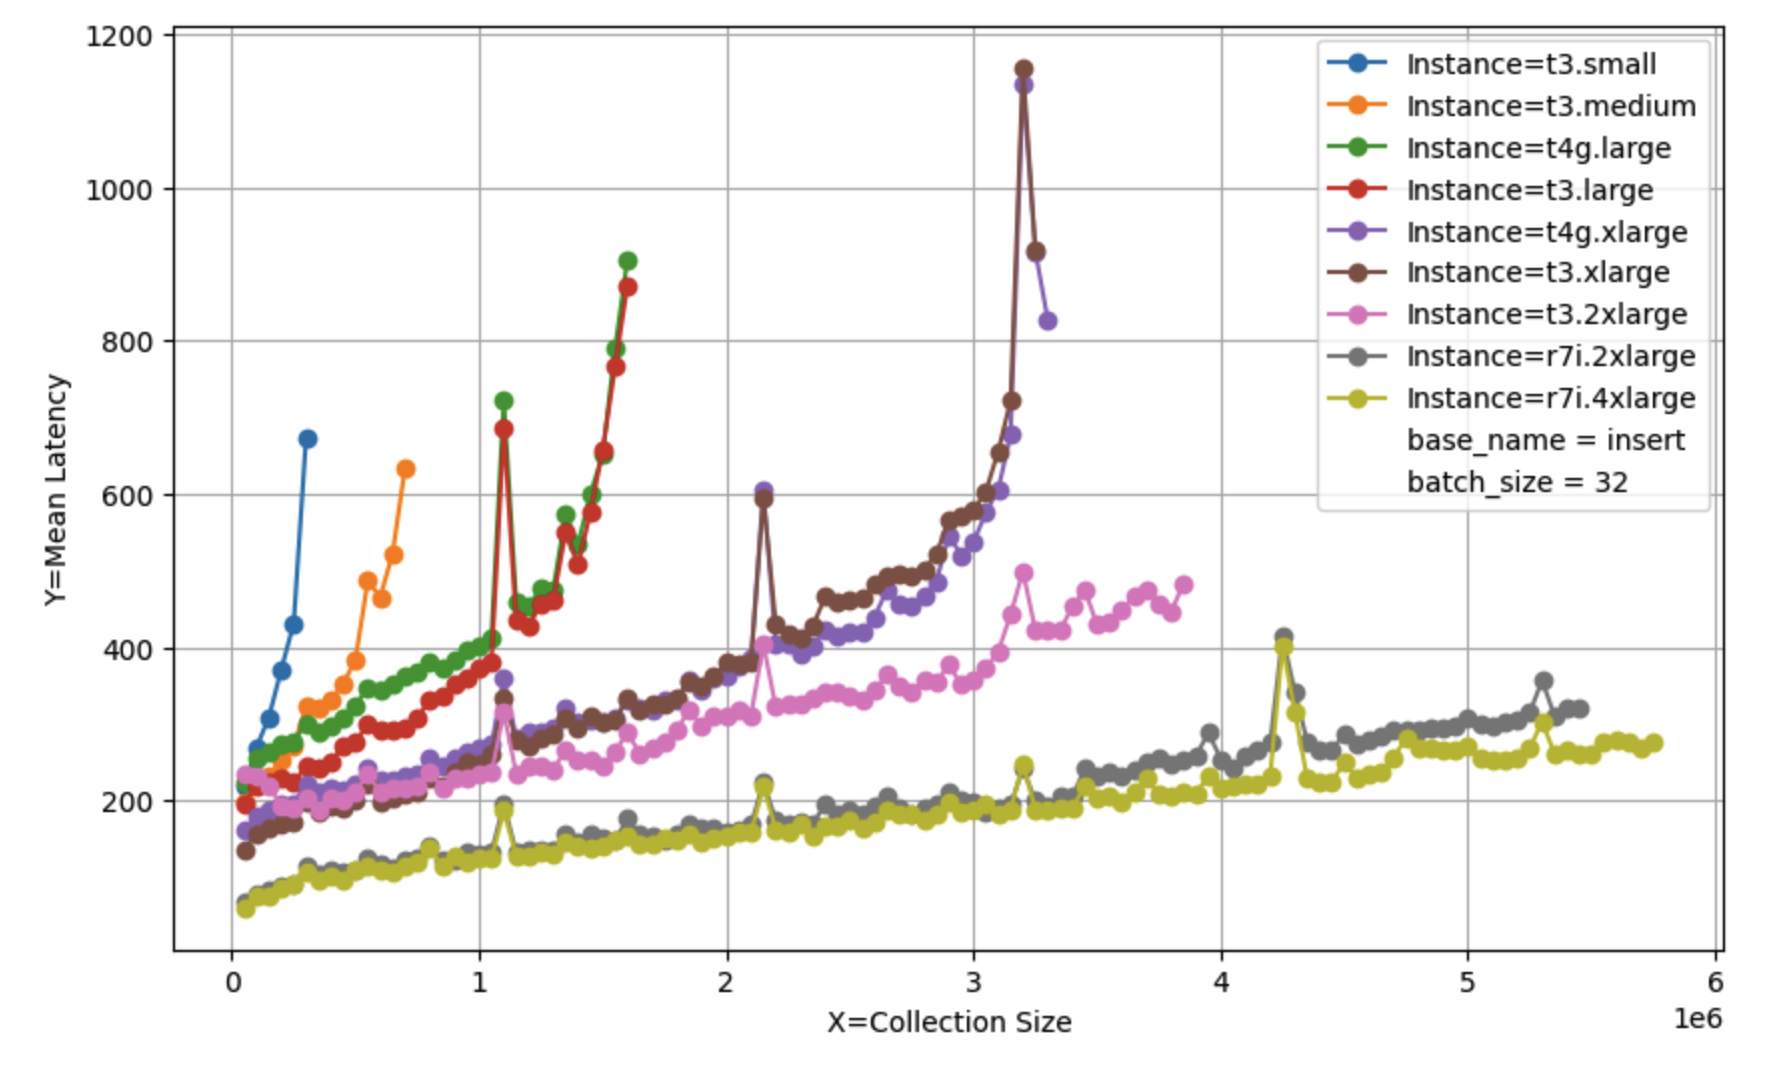 1200
1000
800
600
400
200
Y=Mean Latency
0
1
2
3
4
5
6
1e6
X=Collection Size
Instance=t3.small
Instance=t3.medium
Instance=t4g.large
Instance=t3.large
Instance=t4g.xlarge
Instance=t3.xlarge
Instance=t3.2xlarge
Instance=r7i.2xlarge
Instance=r7i.4xlarge
base_name = insert
batch_size = 32